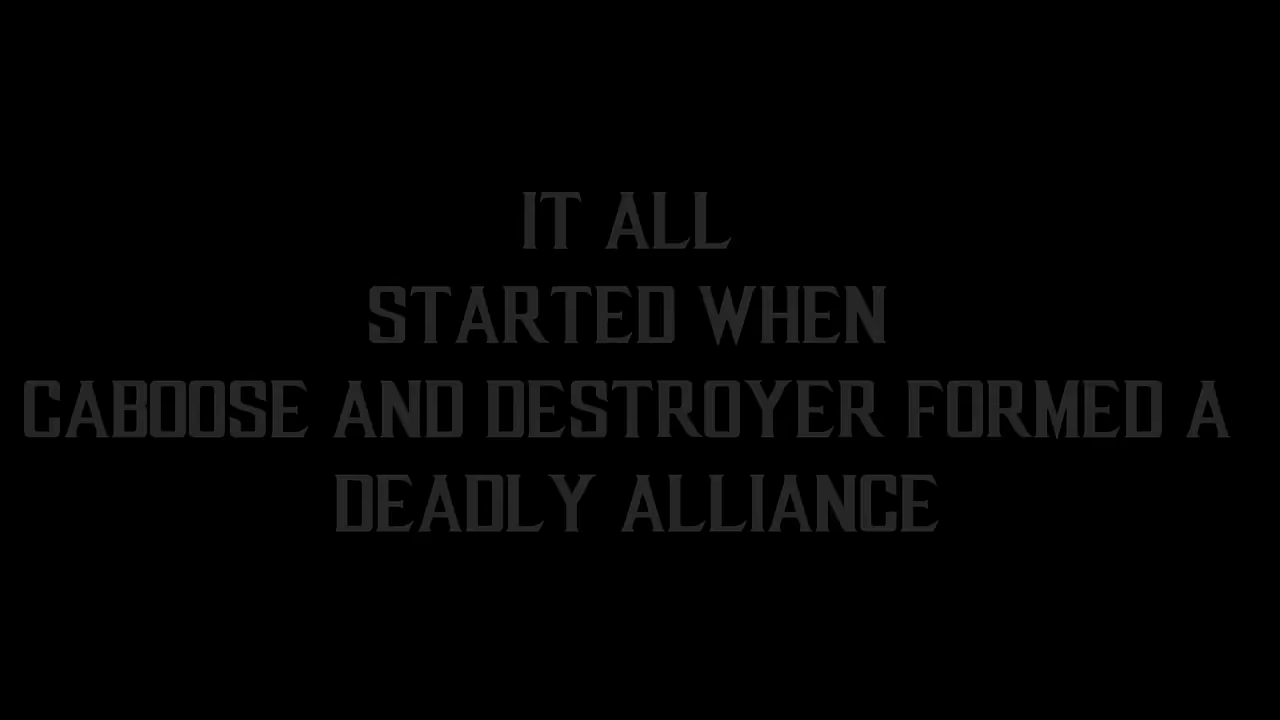 IT ALL
STARTED WHEN
CABOOSE AND DESTROYER FORMED A
DEADLY ALLIANCE